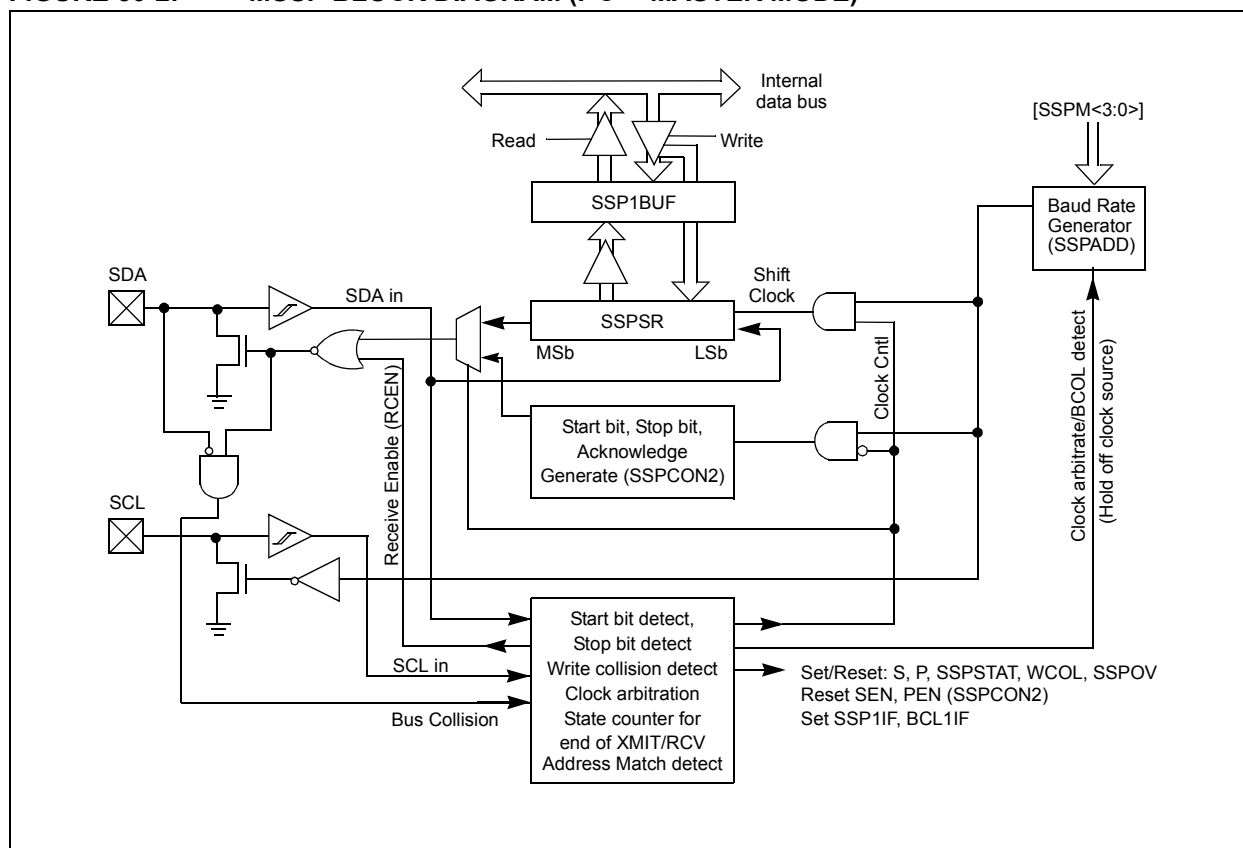 Internal
data bus
[SSPM<3:0>]
Read
Write
SSP1BUF
Baud Rate
Generator
(SSPADD)
SDA
SDA in
Shift
Clock
SSPSR
MSb
LSb
Clock Cntl
Clock arbitrate/BCOL detect
(Hold off clock source)
Receive Enable (RCEN)
Start bit, Stop bit,
Acknowledge
Generate (SSPCON2)
SCL
SCL in
Bus Collision
Start bit detect,
Stop bit detect
Write collision detect
Clock arbitration
State counter for
end of XMIT/RCV
Address Match detect
Set/Reset: S, P, SSPSTAT, WCOL, SSPOV
Reset SEN, PEN (SSPCON2)
Set SSP1IF, BCL1IF